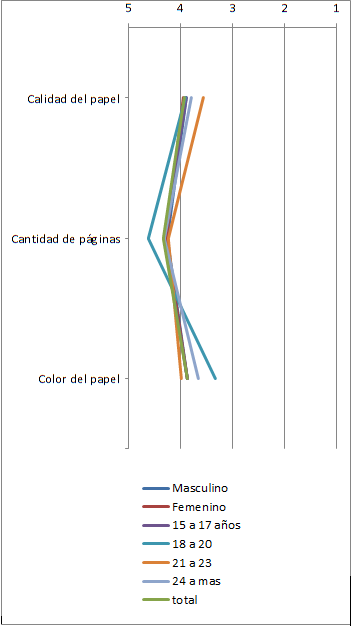 5 4 3 2 1
Calidad del papel
Cantidad de páginas
Color del papel
Masculino
Femenino
15 a 17 años
18 a 20
21 a 23
24 a mas
total